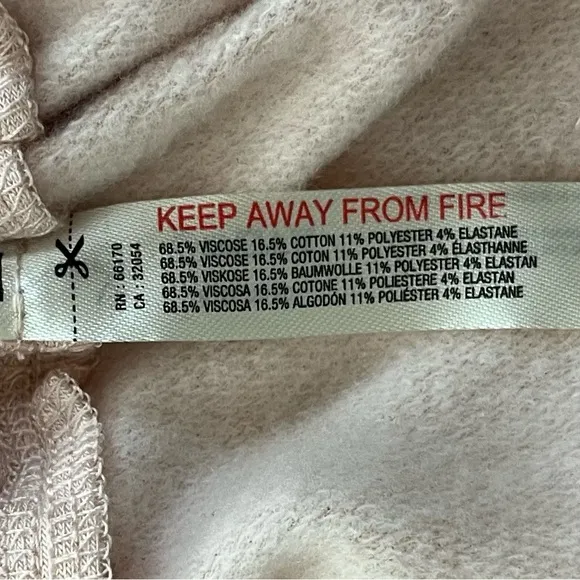 KEEP AWAY FROM FIRE
68.5% VISCOSE 16.5% COTTON 11% POLYESTER 4% ELASTANE
68.5% VISCOSE 16.5% COTON 11% POLYESTER 4% ÉLASTHANNE
68.5% VISKOSE 16.5% BAUMWOLLE 11% POLYESTER 4% ELASTAN
68.5% VISCOSA 16.5% COTONE 11% POLIESTERE 4% ELASTAN
68.5% VISCOSA 16.5% ALGODÓN 11% POLIÉSTER 4% ELASTANE
RN : 66170
CA : 32054